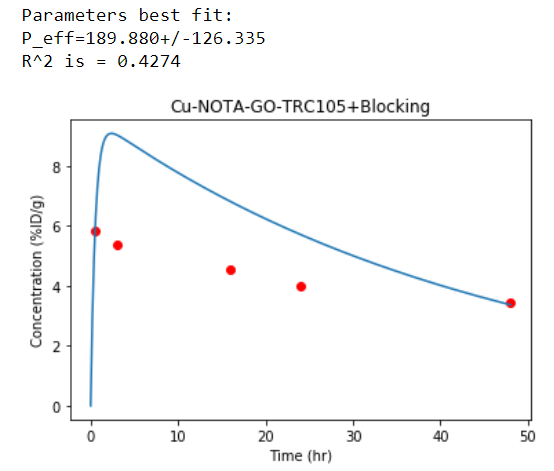 Parameters best fit:
P_eff=189.880+/-126.335
R^2 is = 0.4274
Cu-NOTA-GO-TRC105+Blocking
Concentration (%ID/g)
8
6
4
2
0
0 10 20 30 40 50
Time (hr)